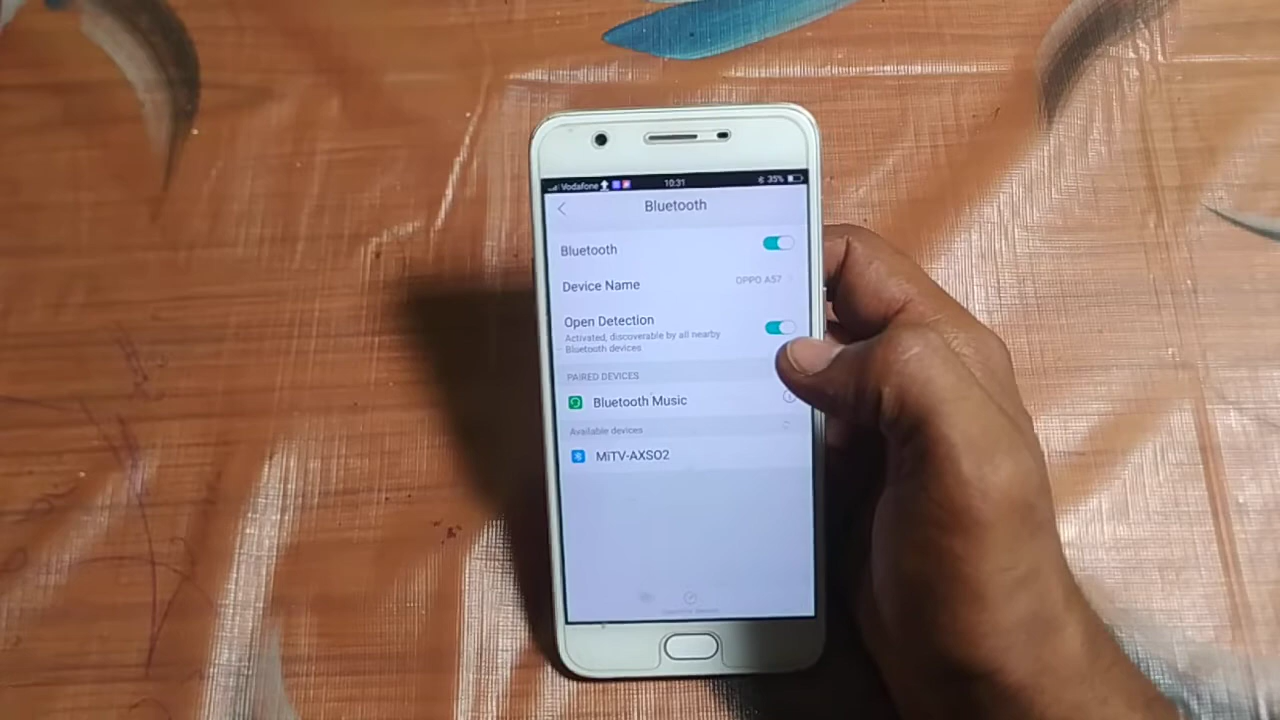 Vodafone 10:31 35%
Bluetooth
Bluetooth
Device Name OPPO A57
Open Detection
Activated, discoverable by all nearby
Bluetooth devices
PAIRED DEVICES
Bluetooth Music
Available devices
MiTV-AXSO2